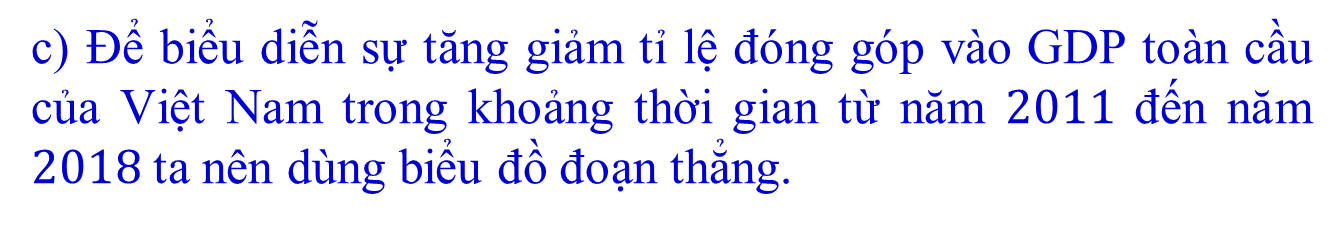 c) Để biểu diễn sự tăng giảm tỉ lệ đóng góp vào GDP toàn cầu
của Việt Nam trong khoảng thời gian từ năm 2011 đến năm
2018 ta nên dùng biểu đồ đoạn thẳng.